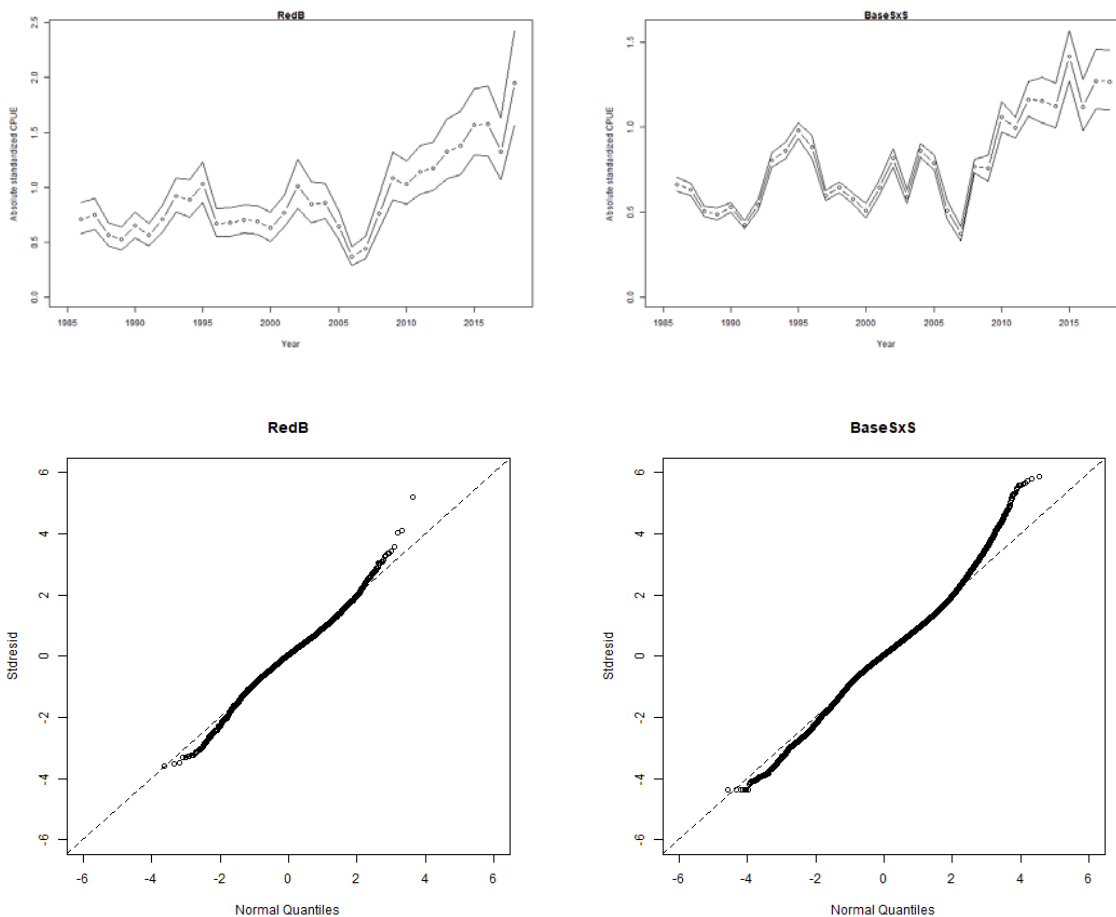 RedB
BaseSxS
Absolute standardized CPUE
2.5
2.0
1.5
1.0
0.5
0.0
1985 1990 1995 2000 2005 2010 2015
Year
Absolute standardized CPUE
1.5
1.0
0.5
0.0
1985 1990 1995 2000 2005 2010 2015
Year
RedB
BaseSxS
Stdresid
6
4
2
0
-2
-4
-6
-6 -4 -2 0 2 4 6
Normal Quantiles
Stdresid
6
4
2
0
-2
-4
-6
-6 -4 -2 0 2 4 6
Normal Quantiles